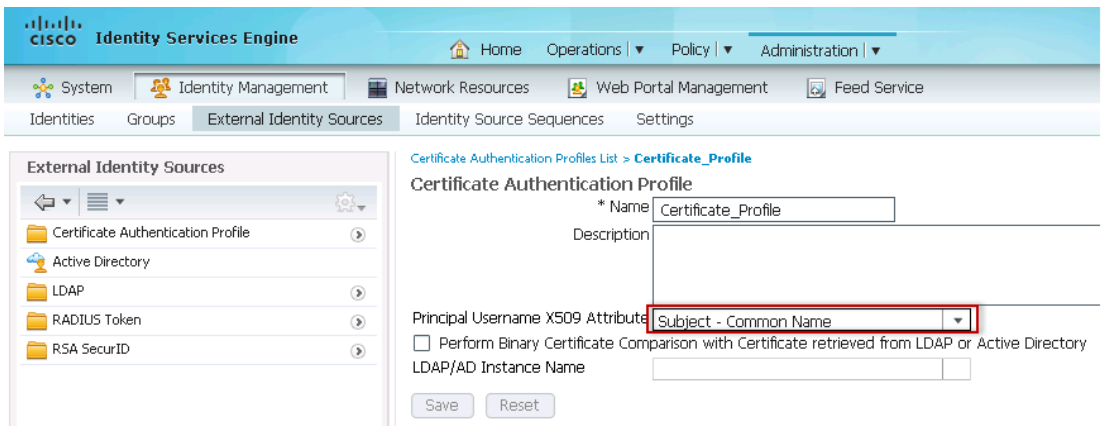 CISCO Identity Services Engine
Home Operations | ▼ Policy | ▼ Administration | ▼
System Identity Management Network Resources Web Portal Management Feed Service
Identities Groups External Identity Sources Identity Source Sequences Settings
External Identity Sources
Certificate Authentication Profile
Active Directory
LDAP
RADIUS Token
RSA SecurID
Certificate Authentication Profiles List > Certificate_Profile
Certificate Authentication Profile
* Name Certificate_Profile
Description
Principal Username X509 Attribute Subject - Common Name
Perform Binary Certificate Comparison with Certificate retrieved from LDAP or Active Directory
LDAP/AD Instance Name
Save Reset